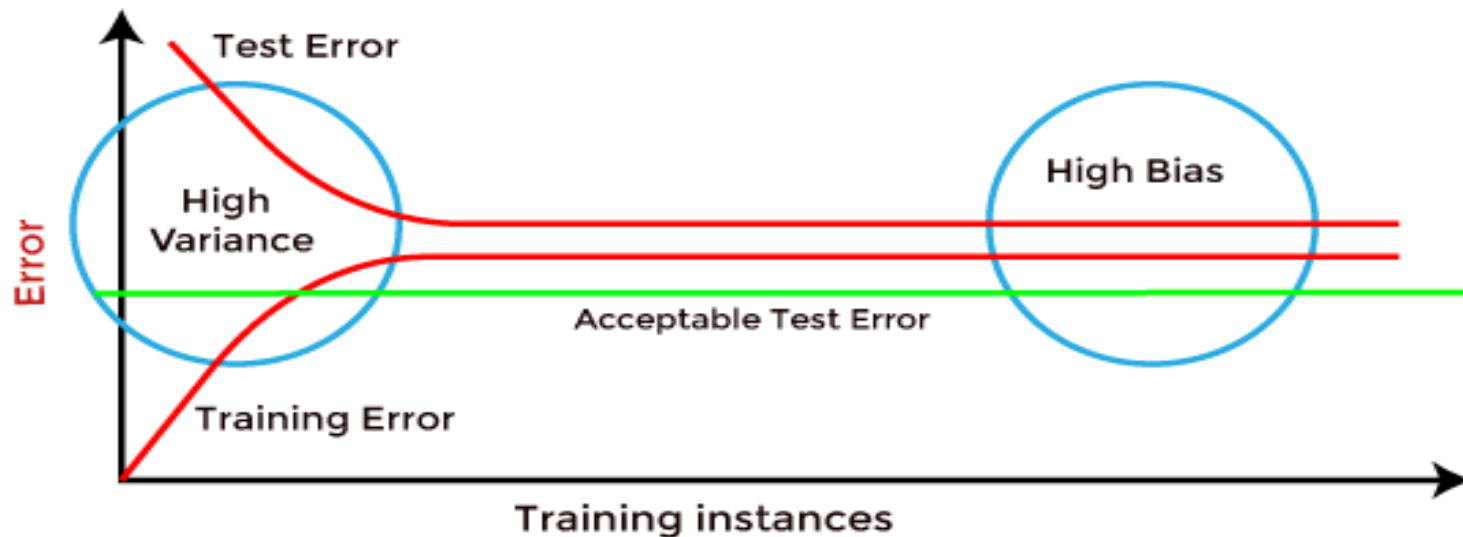 Test Error
High
Variance
High Bias
Error
Acceptable Test Error
Training Error
Training instances